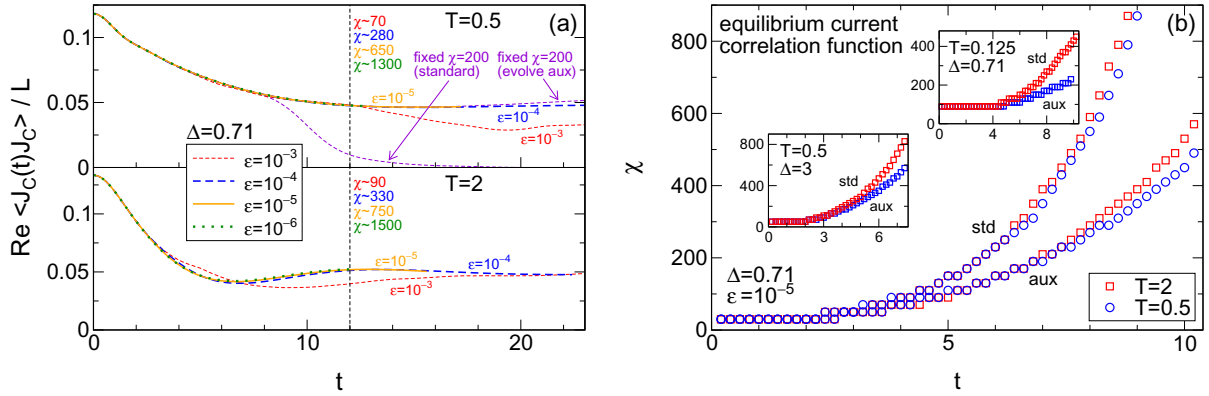 (a)
T=0.5
0.1
χ~70
χ~280
χ~650
χ~1300
fixed χ=200
(standard)
fixed χ=200
(evolve aux)
0.05
ε=10⁻⁵
ε=10⁻⁴
ε=10⁻³
Δ=0.71
0
ε=10⁻³
ε=10⁻⁴
ε=10⁻⁵
ε=10⁻⁶
T=2
χ~90
χ~330
χ~750
χ~1500
0.1
0.05
ε=10⁻⁵
ε=10⁻⁴
ε=10⁻³
0
0 10 20
t
Re <J_C(t)J_C> / L
(b)
equilibrium current
correlation function
800
600
400
200
0
χ
T=0.125
Δ=0.71
std
aux
400
200
0
0 4 8
T=0.5
Δ=3
std
aux
800
400
0
0 3 6
std
aux
Δ=0.71
ε=10⁻⁵
T=2
T=0.5
5 10
t